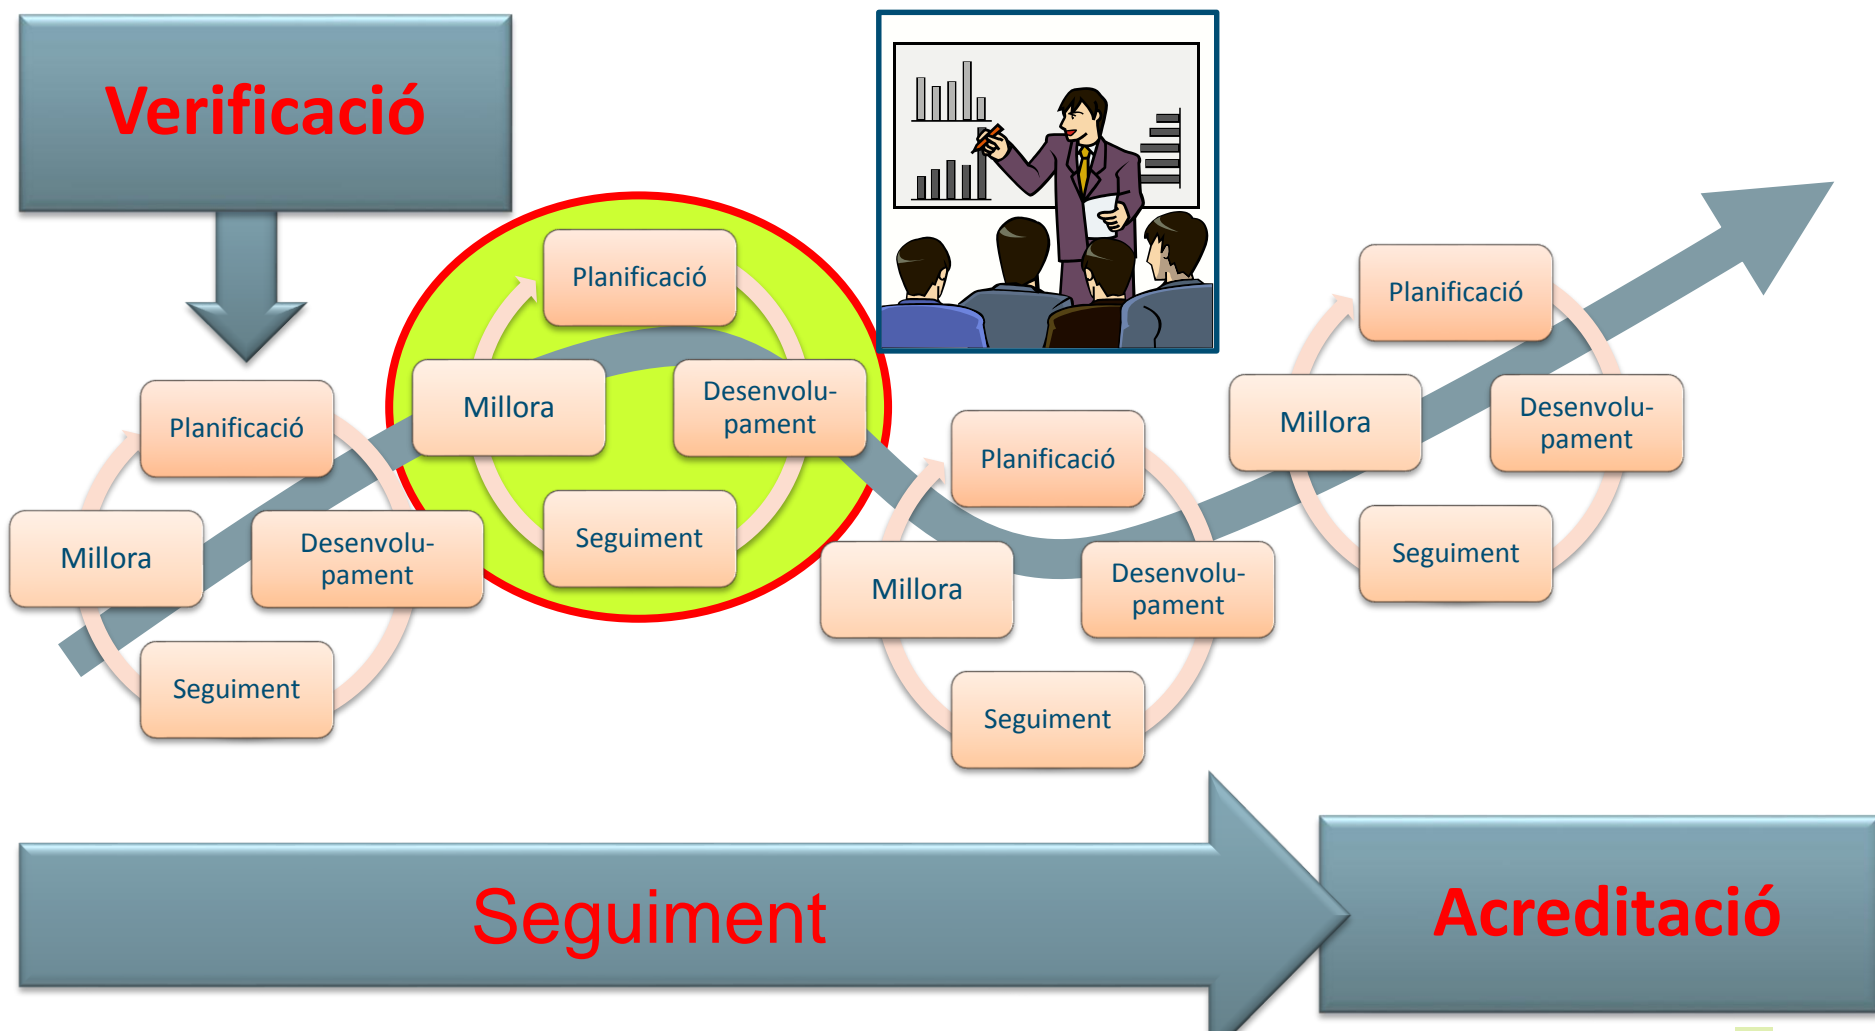 Verificació
Planificació
Desenvolu-
pament
Seguiment
Millora
Planificació
Desenvolu-
pament
Seguiment
Millora
Planificació
Desenvolu-
pament
Seguiment
Millora
Planificació
Desenvolu-
pament
Seguiment
Millora
Seguiment
Acreditació